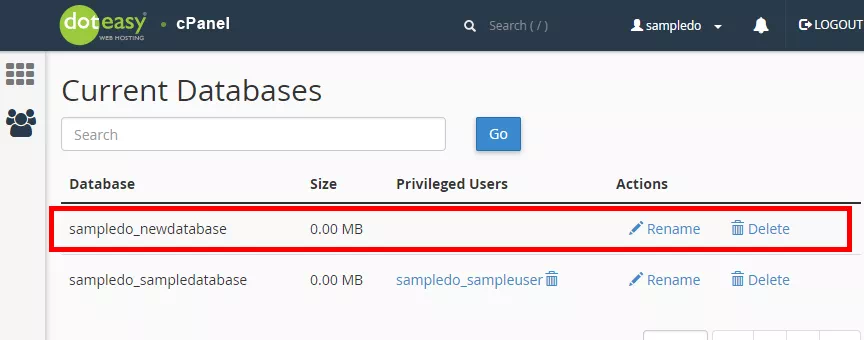 doteasy
WEB HOSTING
• cPanel
Search ( / )
sampledo
LOGOUT
Current Databases
Search
Go
Database Size Privileged Users Actions
sampledo_newdatabase 0.00 MB Rename Delete
sampledo_sampledatabase 0.00 MB sampledo_sampleuser Rename Delete